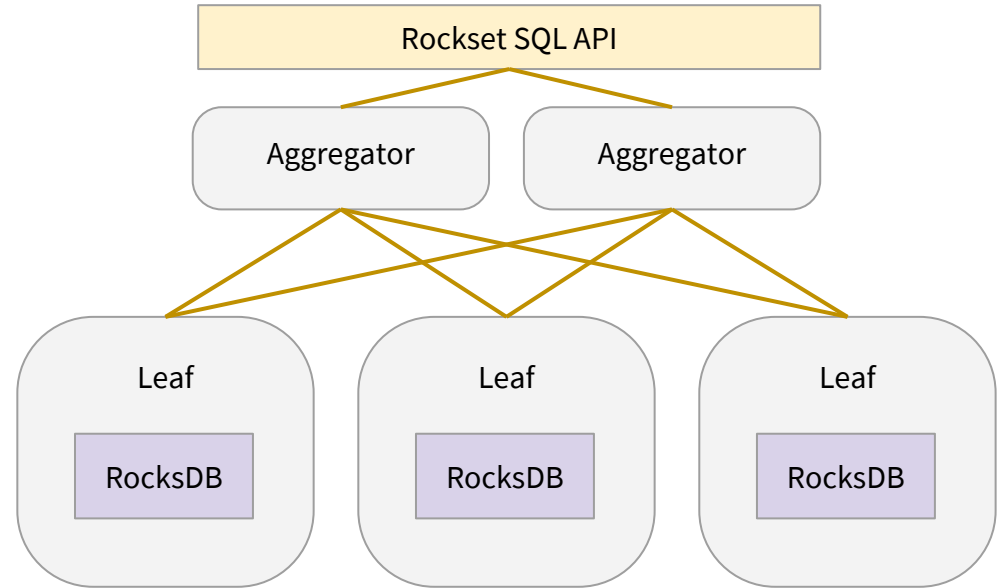 Rockset SQL API
Aggregator
Aggregator
Leaf
Leaf
Leaf
RocksDB
RocksDB
RocksDB